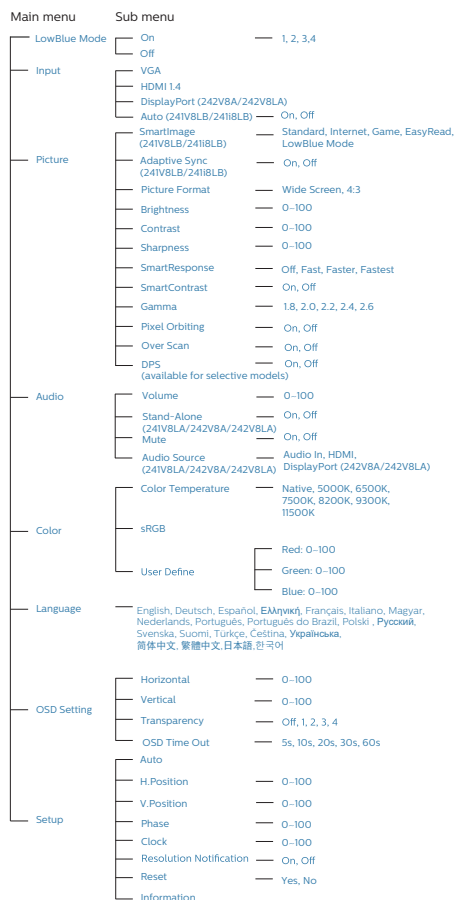 Main menu Sub menu
LowBlue Mode On 1, 2, 3,4
Off
Input VGA
HDMI 1.4
DisplayPort (242V8A/242V8LA)
Auto (241V8LB/241i8LB) On, Off
SmartImage Standard, Internet, Game, EasyRead,
(241V8LB/241i8LB) LowBlue Mode
Picture Adaptive Sync On, Off
(241V8LB/241i8LB)
Picture Format Wide Screen, 4:3
Brightness 0-100
Contrast 0-100
Sharpness 0-100
SmartResponse Off, Fast, Faster, Fastest
SmartContrast On, Off
Gamma 1.8, 2.0, 2.2, 2.4, 2.6
Pixel Orbiting On, Off
Over Scan On, Off
DPS On, Off
(available for selective models)
Audio Volume 0-100
Stand-Alone On, Off
(241V8LA/242V8A/242V8LA)
Mute On, Off
Audio Source Audio In, HDMI,
(241V8LA/242V8A/242V8LA) DisplayPort (242V8A/242V8LA)
Color Temperature Native, 5000K, 6500K,
7500K, 8200K, 9300K,
11500K
Color sRGB
Red: 0-100
User Define Green: 0-100
Blue: 0-100
Language English, Deutsch, Español, Ελληνική, Français, Italiano, Magyar,
Nederlands, Português, Português do Brazil, Polski , Русский,
Svenska, Suomi, Türkçe, Čeština, Українська,
简体中文, 繁體中文,日本語,한국어
Horizontal 0-100
Vertical 0-100
OSD Setting Transparency Off, 1, 2, 3, 4
OSD Time Out 5s, 10s, 20s, 30s, 60s
Auto
H.Position 0-100
V.Position 0-100
Setup Phase 0-100
Clock 0-100
Resolution Notification On, Off
Reset Yes, No
Information